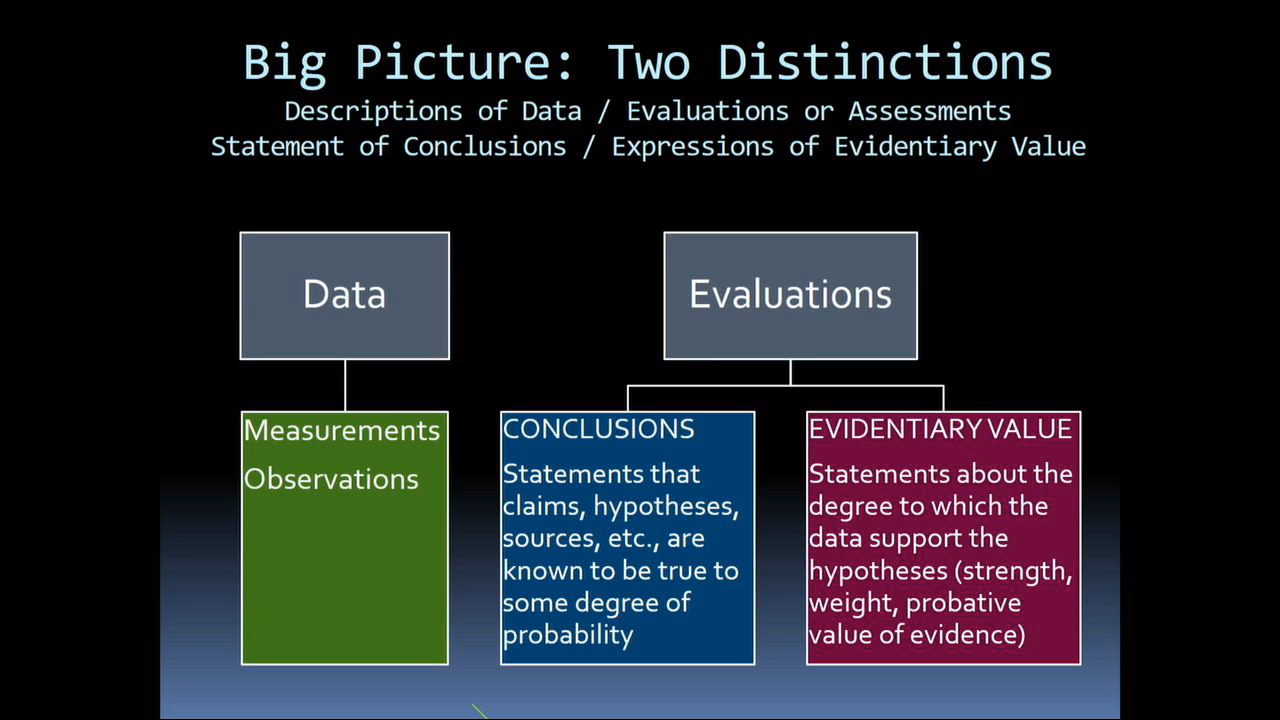 Big Picture: Two Distinctions
Descriptions of Data / Evaluations or Assessments
Statement of Conclusions / Expressions of Evidentiary Value
Data
Evaluations
Measurements
Observations
CONCLUSIONS
Statements that
claims, hypotheses,
sources, etc., are
known to be true to
some degree of
probability
EVIDENTIARY VALUE
Statements about the
degree to which the
data support the
hypotheses (strength,
weight, probative
value of evidence)